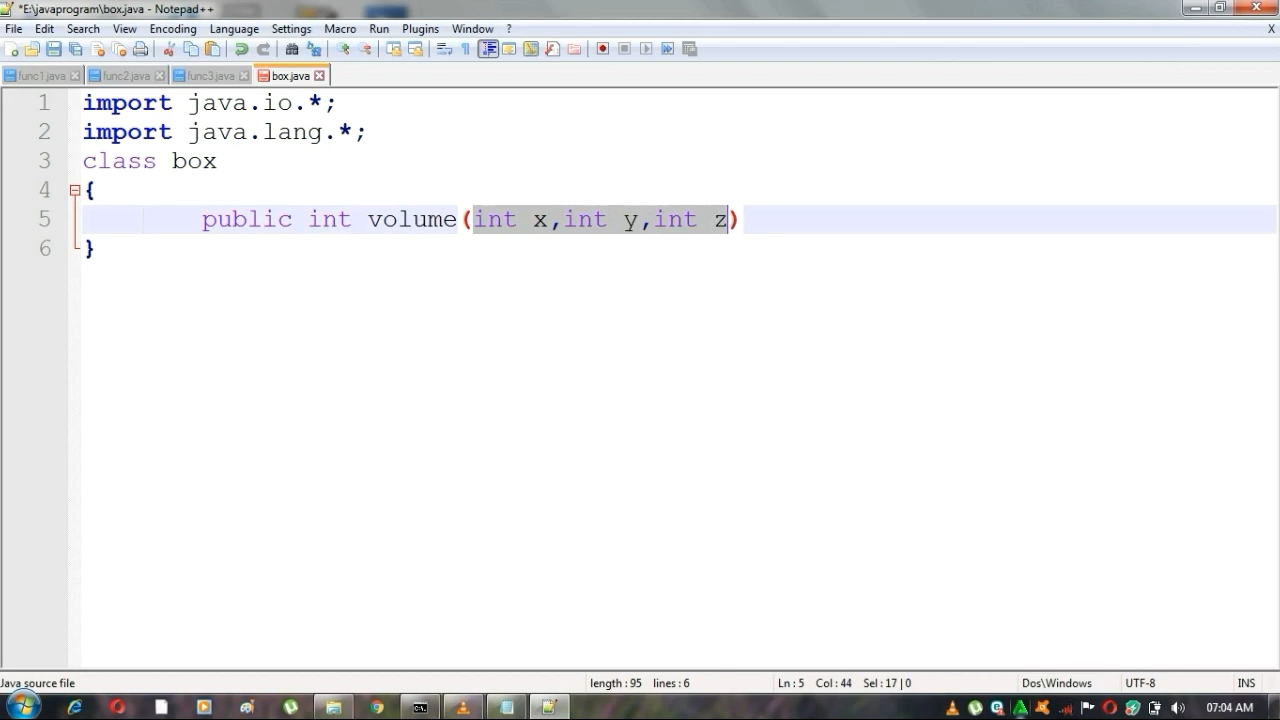 *E:\javaprogram\box.java - Notepad++
File Edit Search View Encoding Language Settings Macro Run Plugins Window ? X
func1.java func2.java func3.java box.java
1 import java.io.*;
2 import java.lang.*;
3 class box
4 {
5 public int volume(int x,int y,int z)
6 }
Java source file length : 95 lines : 6 Ln : 5 Col : 44 Sel : 17 | 0 Dos\Windows UTF-8 INS
07:04 AM